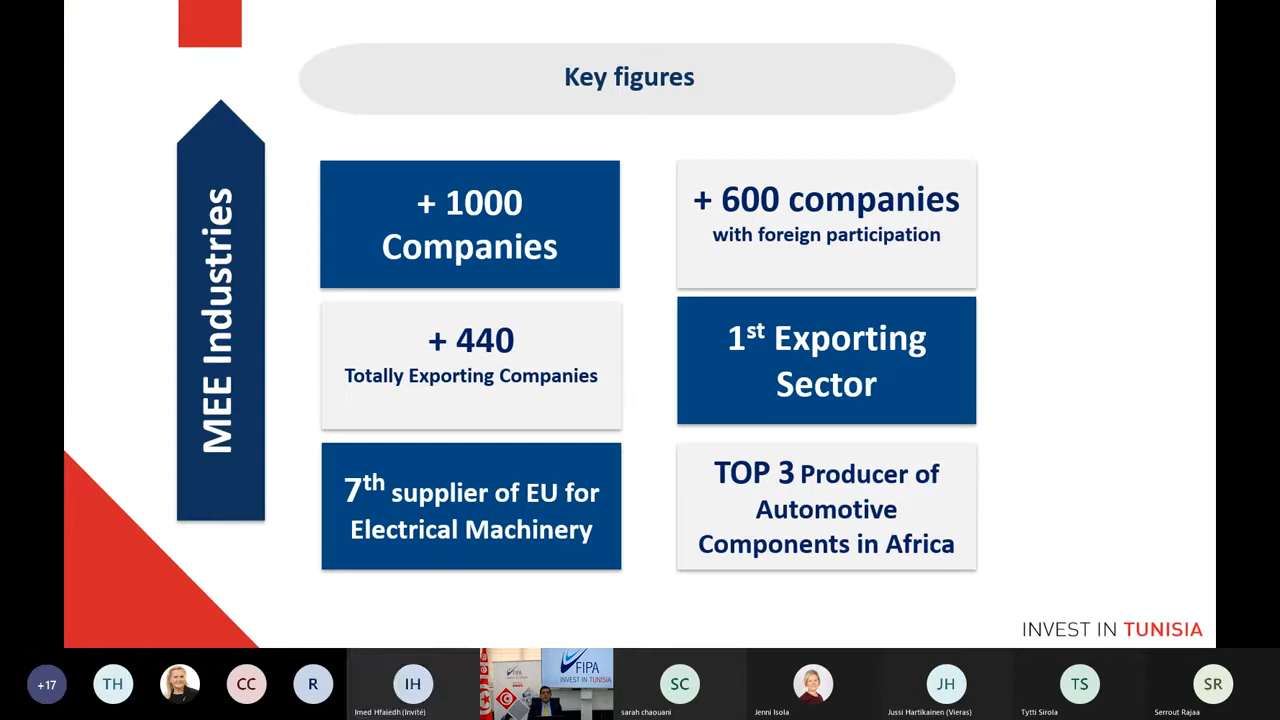 Key figures
MEE Industries
+ 1000
Companies
+ 600 companies
with foreign participation
+ 440
Totally Exporting Companies
1st Exporting
Sector
7th supplier of EU for
Electrical Machinery
TOP 3 Producer of
Automotive
Components in Africa
INVEST IN TUNISIA
+17
TH
CC
R
IH
Imed Hfaiedh (Invité)
FIPA
INVEST IN TUNISIA
SC
sarah chaouani
Jenni Isola
JH
Jussi Hartikainen (Vieras)
TS
Tytti Sirola
SR
Serrout Rajaa